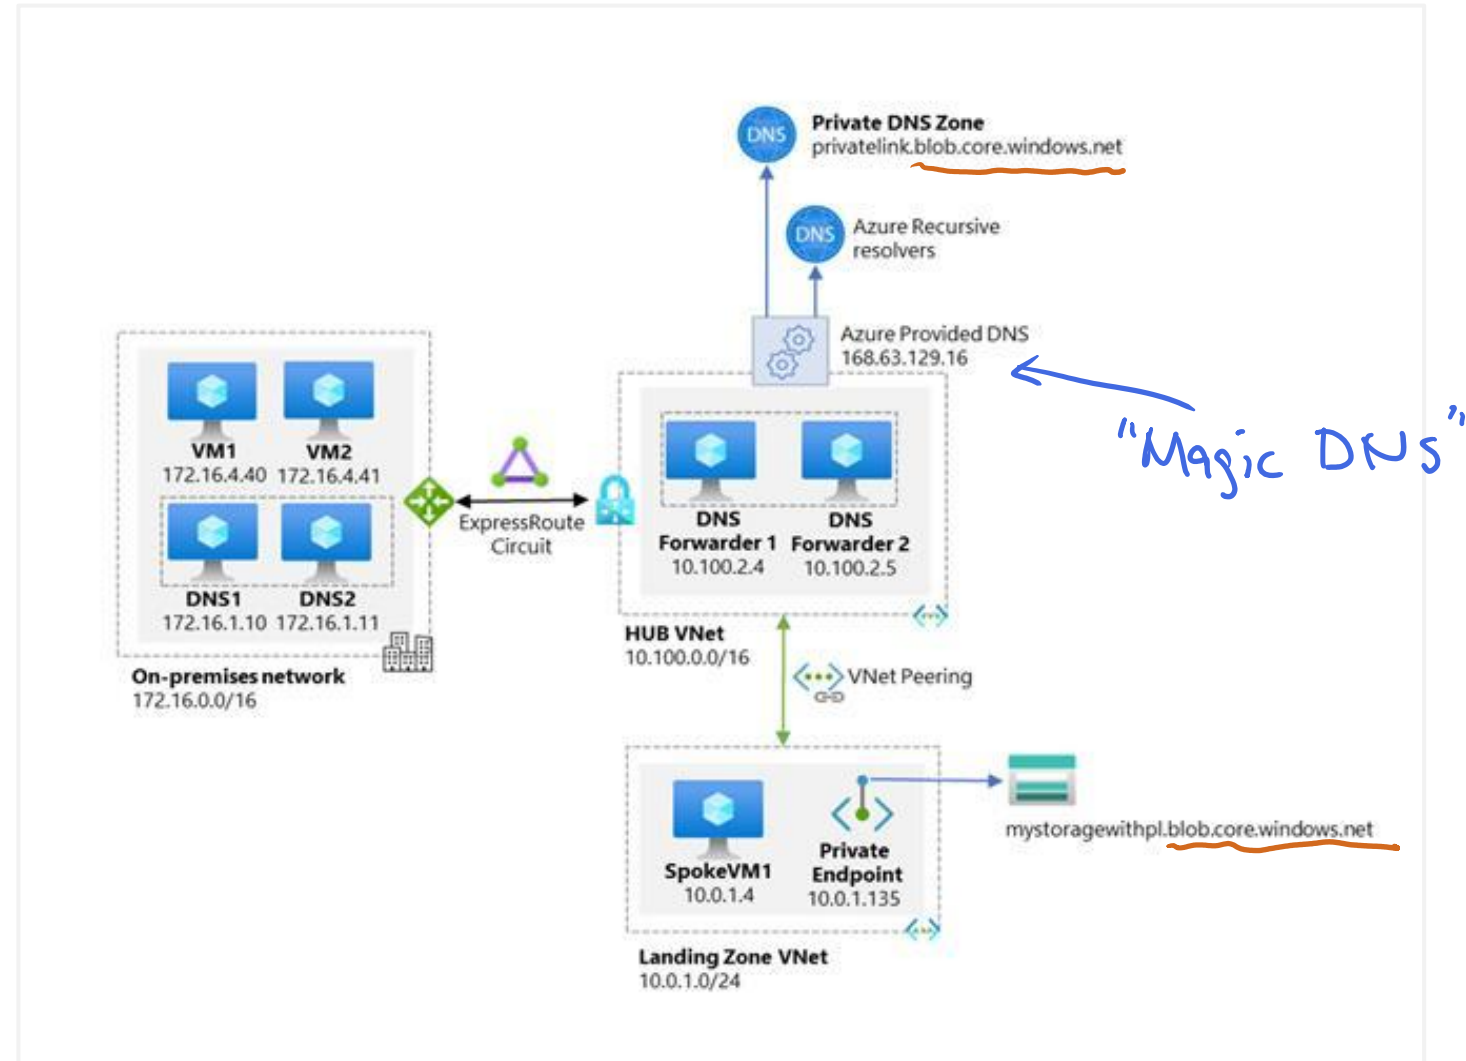 Private DNS Zone
privatelink.blob.core.windows.net
DNS
Azure Recursive
resolvers
DNS
Azure Provided DNS
168.63.129.16
"Magic DNS"
VM1
172.16.4.40
VM2
172.16.4.41
DNS1
172.16.1.10
DNS2
172.16.1.11
On-premises network
172.16.0.0/16
ExpressRoute
Circuit
DNS
Forwarder 1
10.100.2.4
DNS
Forwarder 2
10.100.2.5
HUB VNet
10.100.0.0/16
VNet Peering
SpokeVM1
10.0.1.4
Private
Endpoint
10.0.1.135
mystoragewithpl.blob.core.windows.net
Landing Zone VNet
10.0.1.0/24